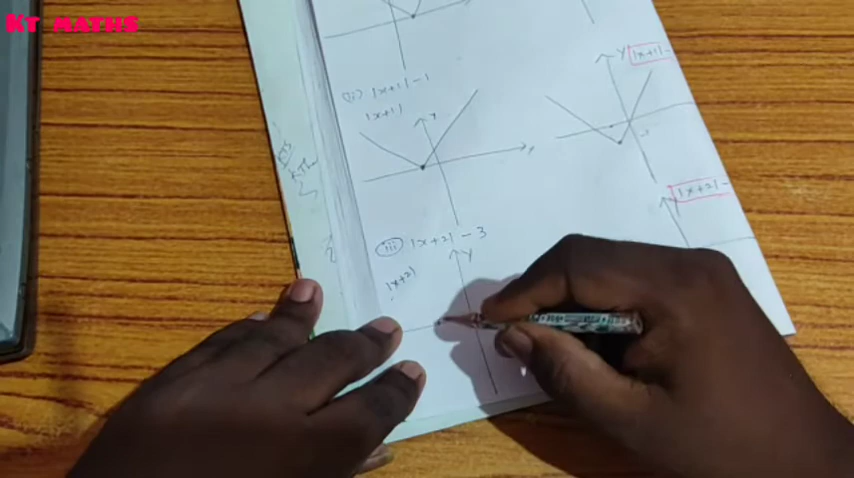 KT MATHS
(ii) |x+1| - 1
|x+1|
y
y
|x+1| -
(iii) |x+2| - 3
|x+2|
y
|x+2| -